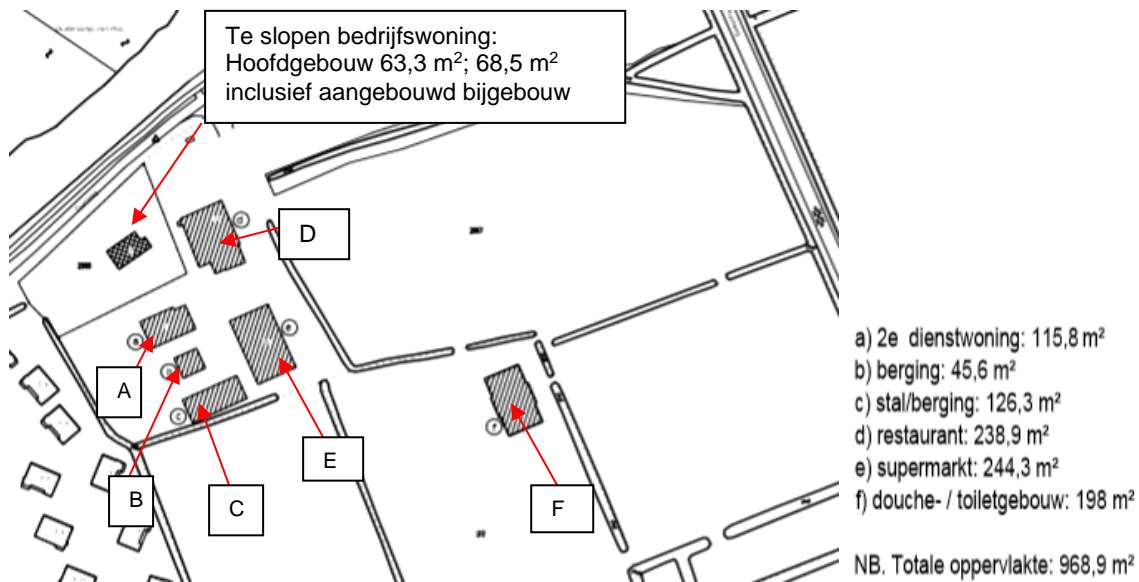 Te slopen bedrijfswoning:
Hoofdgebouw 63,3 m²; 68,5 m²
inclusief aangebouwd bijgebouw
D
d
e
a
A
B
c
C
E
f
F
a) 2e dienstwoning: 115,8 m²
b) berging: 45,6 m²
c) stal/berging: 126,3 m²
d) restaurant: 238,9 m²
e) supermarkt: 244,3 m²
f) douche- / toiletgebouw: 198 m²
NB. Totale oppervlakte: 968,9 m²